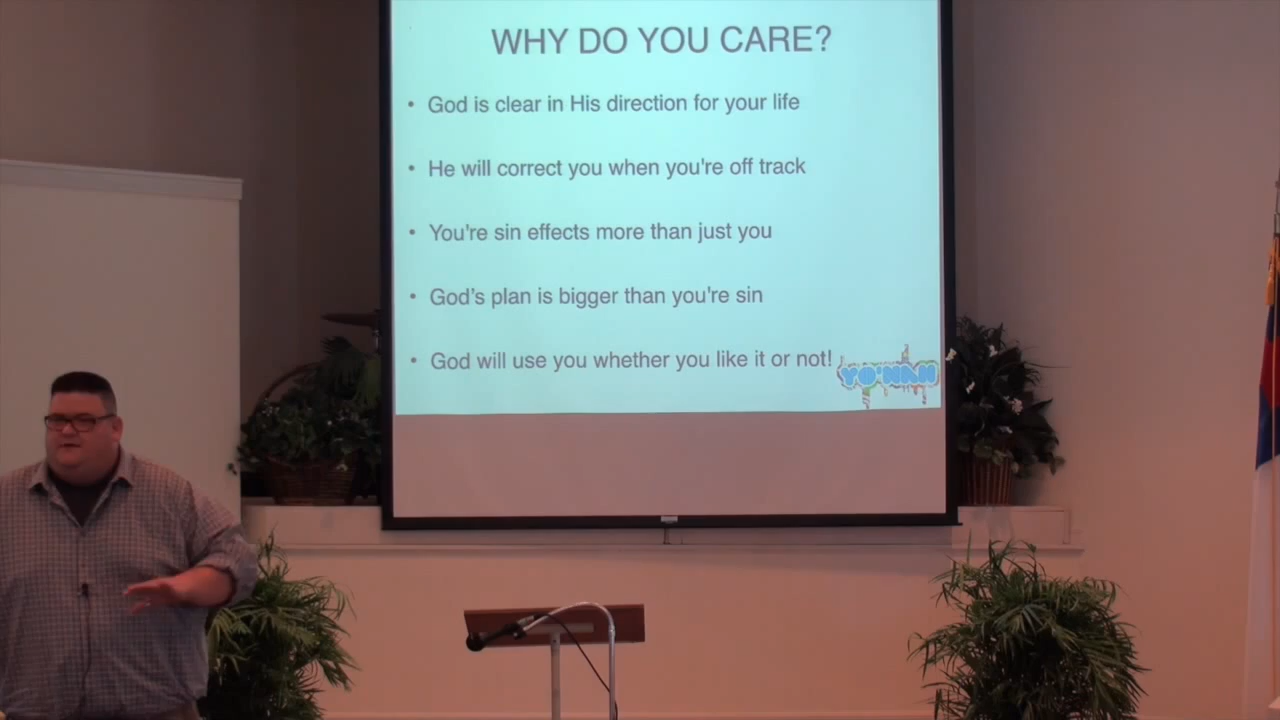 WHY DO YOU CARE?
• God is clear in His direction for your life
• He will correct you when you're off track
• You're sin effects more than just you
• God’s plan is bigger than you're sin
• God will use you whether you like it or not!
YO'NAH